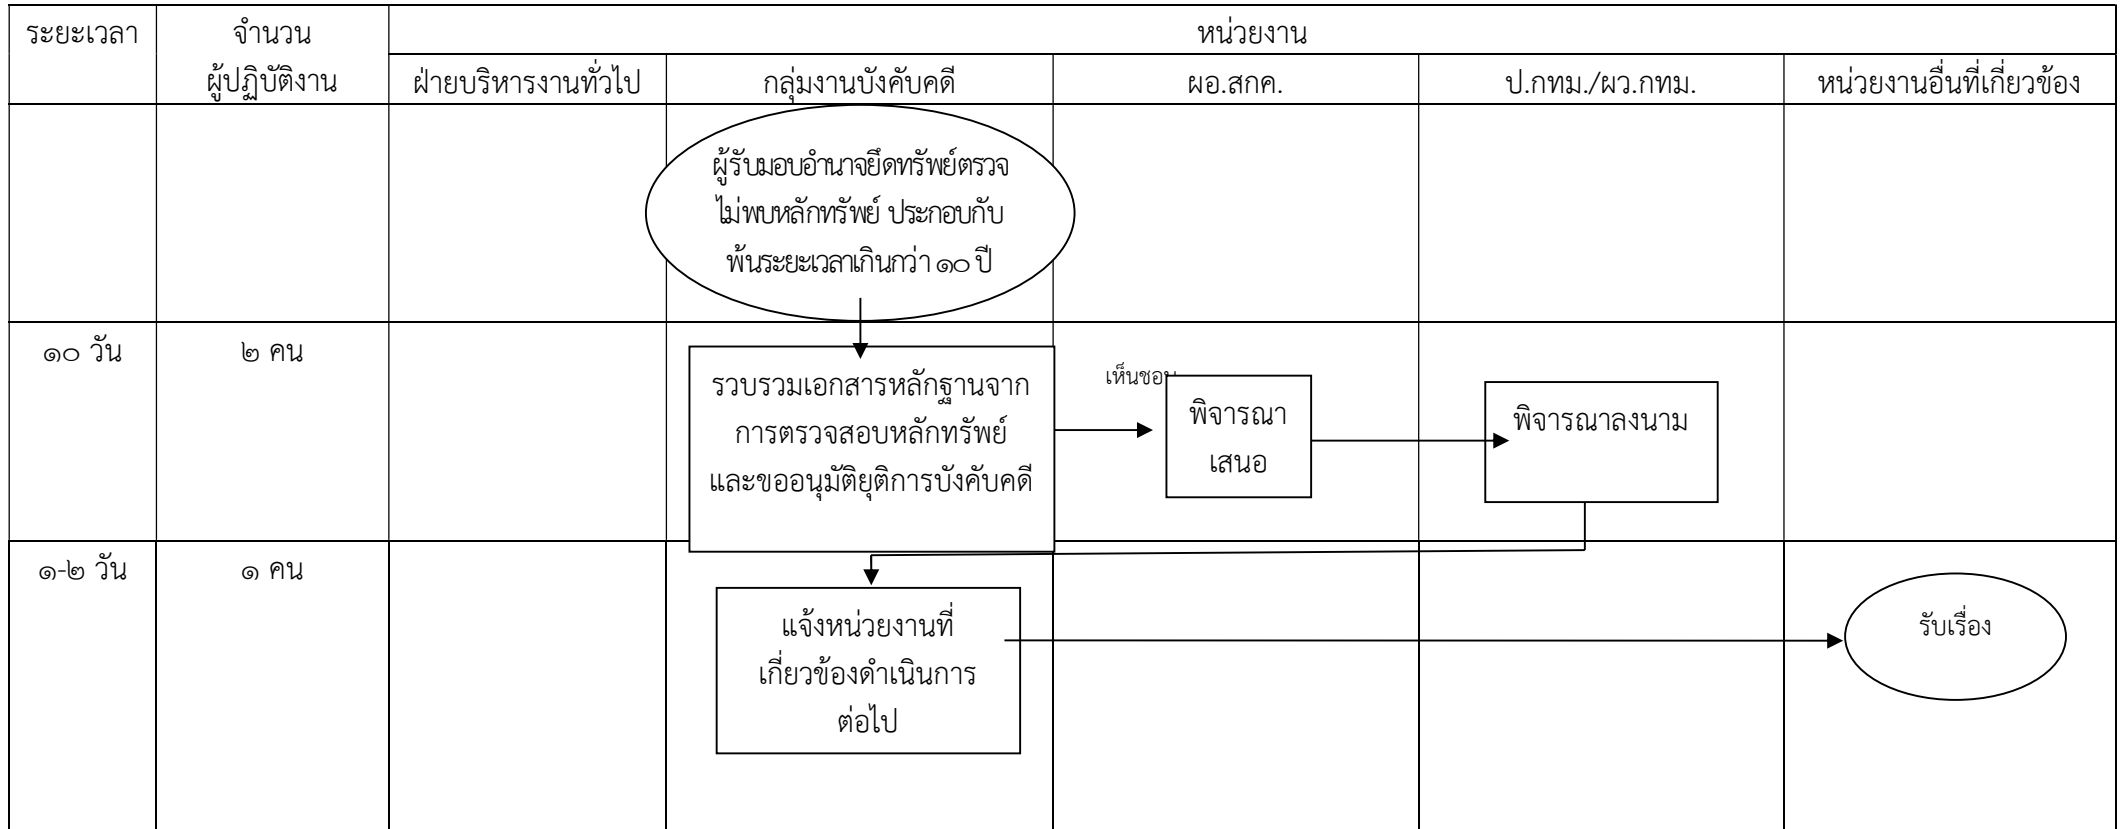 ระยะเวลา
จำนวน
ผู้ปฏิบัติงาน
หน่วยงาน
ฝ่ายบริหารงานทั่วไป
กลุ่มงานบังคับคดี
ผอ.สกค.
ป.กทม./ผว.กทม.
หน่วยงานอื่นที่เกี่ยวข้อง
ผู้รับมอบอำนาจยึดทรัพย์ตรวจ
ไม่พบหลักทรัพย์ ประกอบกับ
พ้นระยะเวลาเกินกว่า ๑๐ ปี
๑๐ วัน
๒ คน
รวบรวมเอกสารหลักฐานจาก
การตรวจสอบหลักทรัพย์
และขออนุมัติยุติการบังคับคดี
เห็นชอบ
พิจารณา
เสนอ
พิจารณาลงนาม
๑-๒ วัน
๑ คน
แจ้งหน่วยงานที่
เกี่ยวข้องดำเนินการ
ต่อไป
รับเรื่อง